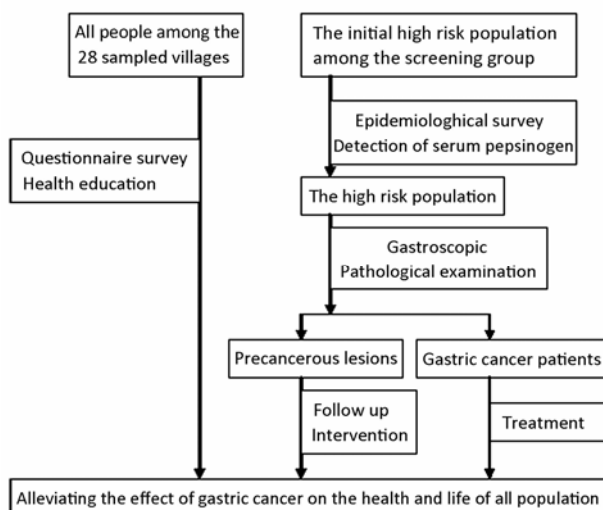 All people among the
28 sampled villages
The initial high risk population
among the screening group
Epidemiologhical survey
Detection of serum pepsinogen
Questionnaire survey
Health education
The high risk population
Gastroscopic
Pathological examination
Precancerous lesions
Gastric cancer patients
Follow up
Intervention
Treatment
Alleviating the effect of gastric cancer on the health and life of all population